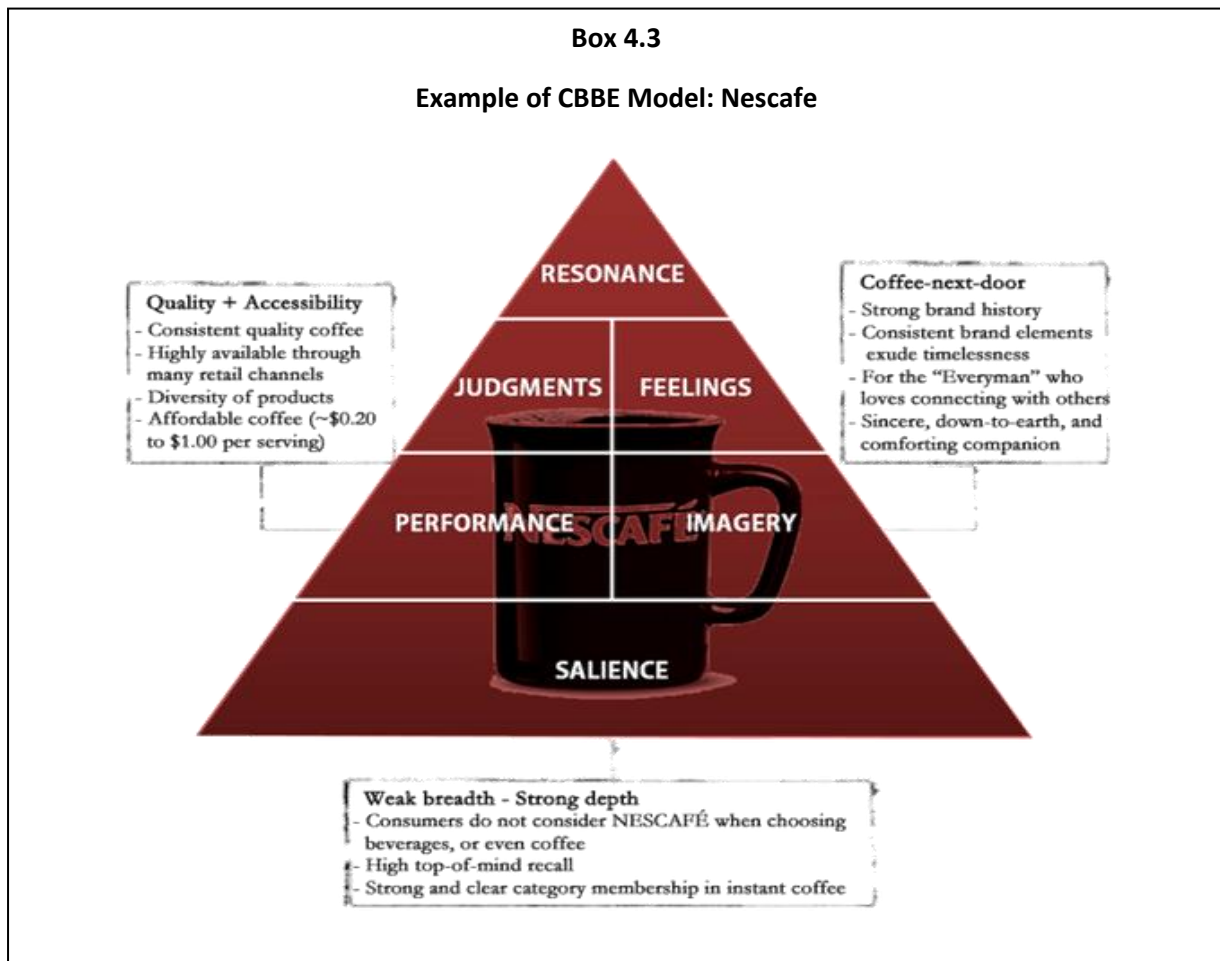 Box 4.3
Example of CBBE Model: Nescafe
RESONANCE
Quality + Accessibility
- Consistent quality coffee
- Highly available through
many retail channels
- Diversity of products
- Affordable coffee (~$0.20
to $1.00 per serving)
Coffee-next-door
- Strong brand history
- Consistent brand elements
exude timelessness
- For the “Everyman” who
loves connecting with others
- Sincere, down-to-earth, and
comforting companion
JUDGMENTS
FEELINGS
PERFORMANCE
IMAGERY
NESCAFÉ
SALIENCE
Weak breadth - Strong depth
- Consumers do not consider NESCAFÉ when choosing
beverages, or even coffee
- High top-of-mind recall
- Strong and clear category membership in instant coffee